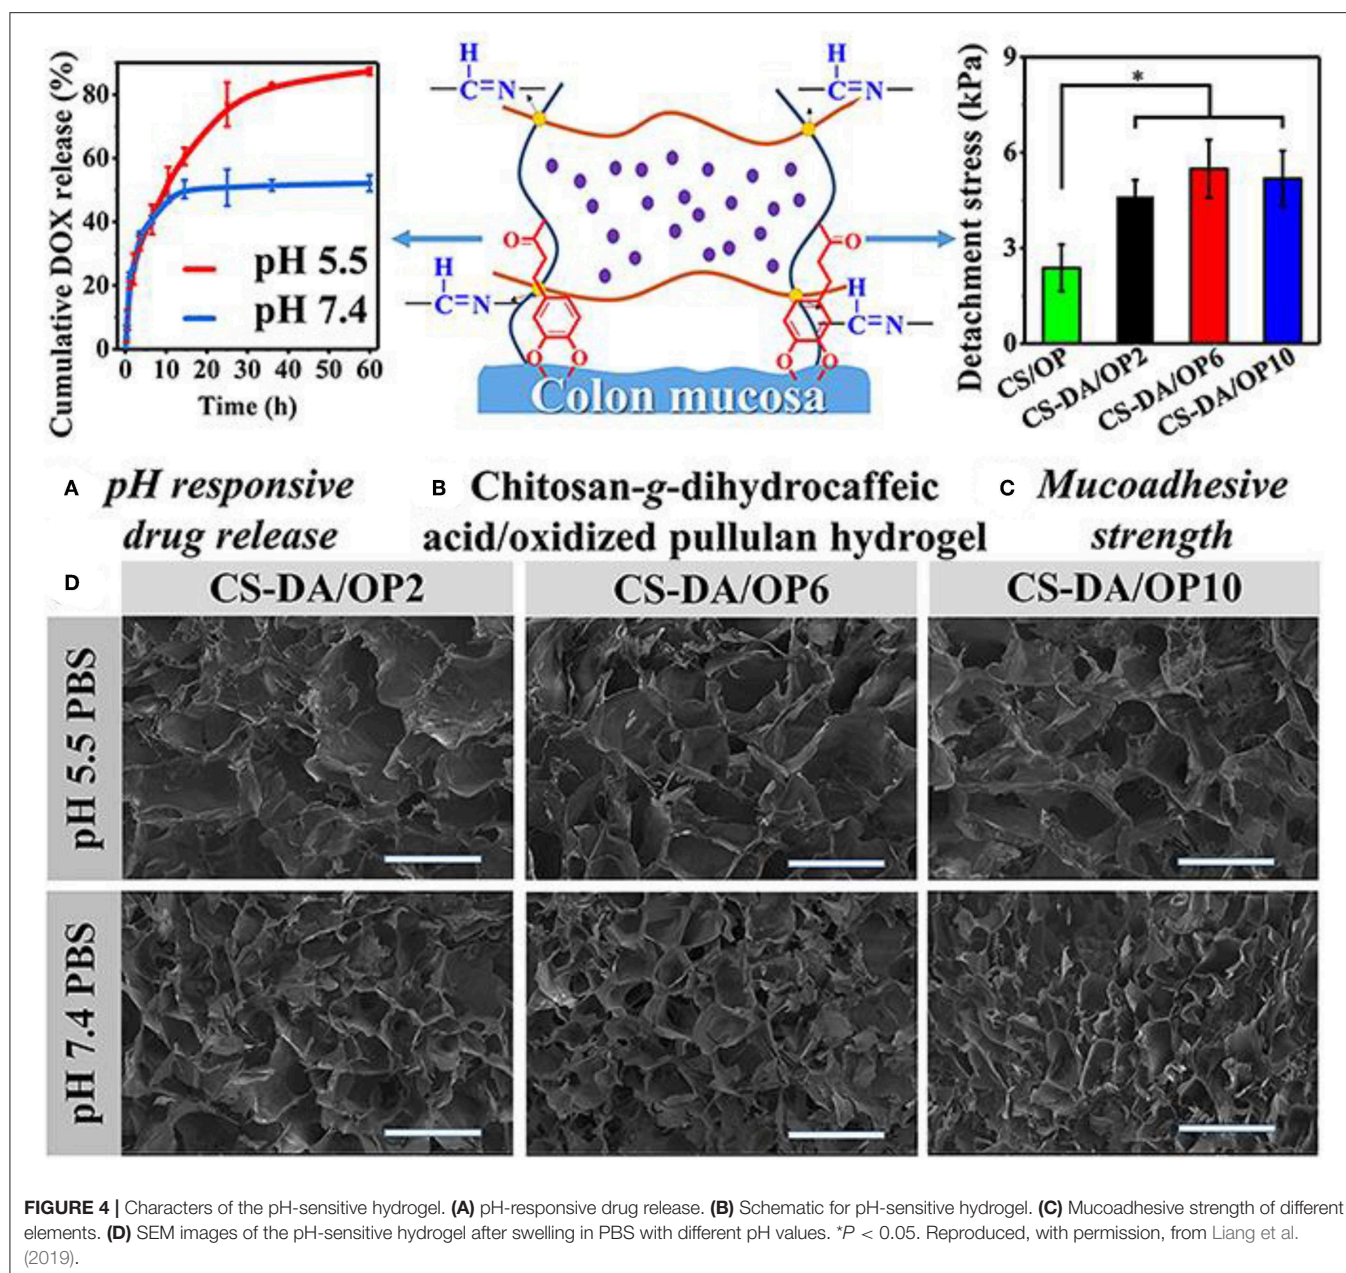 Cumulative DOX release (%)
80
60
40
20
0
pH 5.5
pH 7.4
0 10 20 30 40 50 60
Time (h)
H
C=N
H
C=N
O
O
H
C=N
H
C=N
O O
O O
Colon mucosa
Detachment stress (kPa)
9
6
3
0
*
CS/OP
CS-DA/OP2
CS-DA/OP6
CS-DA/OP10
A pH responsive
drug release
B Chitosan-g-dihydrocaffeic
acid/oxidized pullulan hydrogel
C Mucoadhesive
strength
D
CS-DA/OP2 CS-DA/OP6 CS-DA/OP10
pH 5.5 PBS
pH 7.4 PBS
FIGURE 4 | Characters of the pH-sensitive hydrogel. (A) pH-responsive drug release. (B) Schematic for pH-sensitive hydrogel. (C) Mucoadhesive strength of different
elements. (D) SEM images of the pH-sensitive hydrogel after swelling in PBS with different pH values. *P < 0.05. Reproduced, with permission, from Liang et al.
(2019).